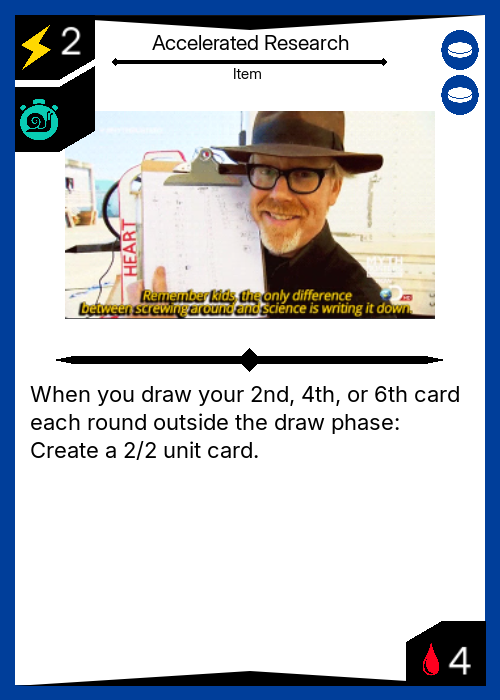 2
Accelerated Research
Item
HEART
MYTH
Remember kids, the only difference
between screwing around and science is writing it down.
When you draw your 2nd, 4th, or 6th card
each round outside the draw phase:
Create a 2/2 unit card.
4